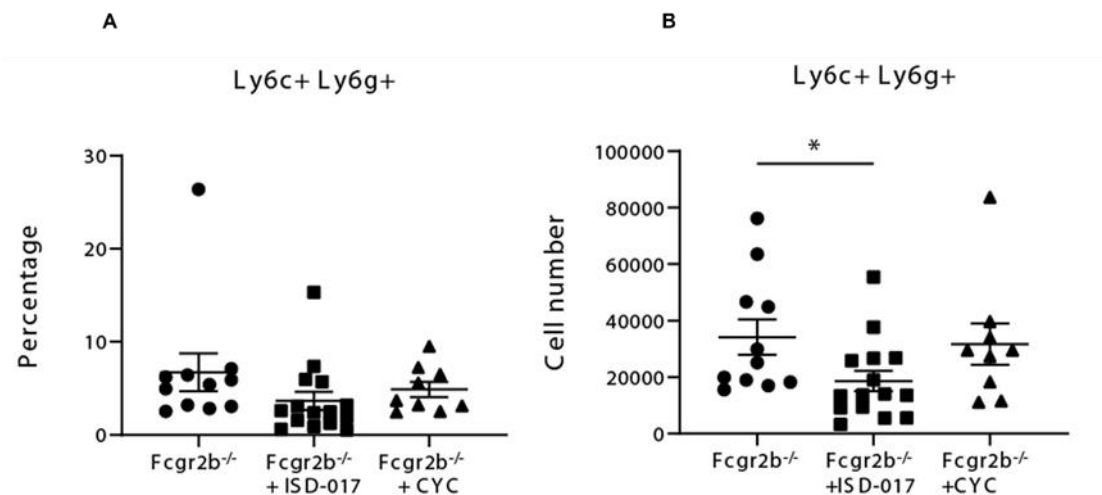 A
Ly6c+ Ly6g+
Percentage
30
20
10
0
Fcgr2b-/-
Fcgr2b-/-
+ ISD-017
Fcgr2b-/-
+ CYC
B
Ly6c+ Ly6g+
*
Cell number
100000
80000
60000
40000
20000
0
Fcgr2b-/-
Fcgr2b-/-
+ISD-017
Fcgr2b-/-
+CYC